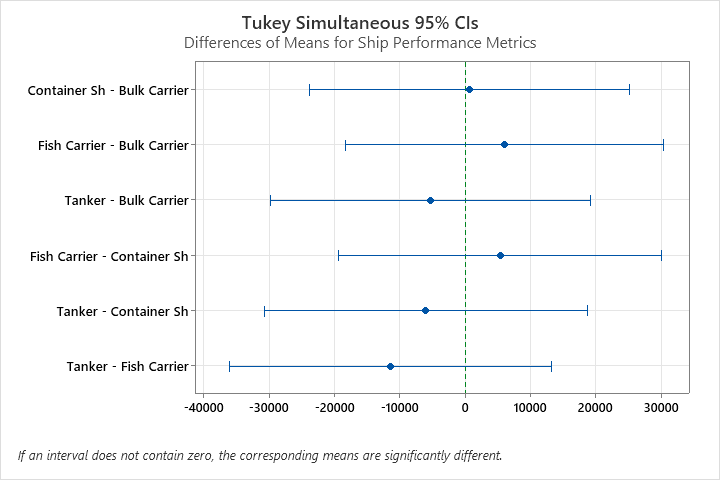 Tukey Simultaneous 95% CIs
Differences of Means for Ship Performance Metrics
Container Sh - Bulk Carrier
Fish Carrier - Bulk Carrier
Tanker - Bulk Carrier
Fish Carrier - Container Sh
Tanker - Container Sh
Tanker - Fish Carrier
-40000 -30000 -20000 -10000 0 10000 20000 30000
If an interval does not contain zero, the corresponding means are significantly different.